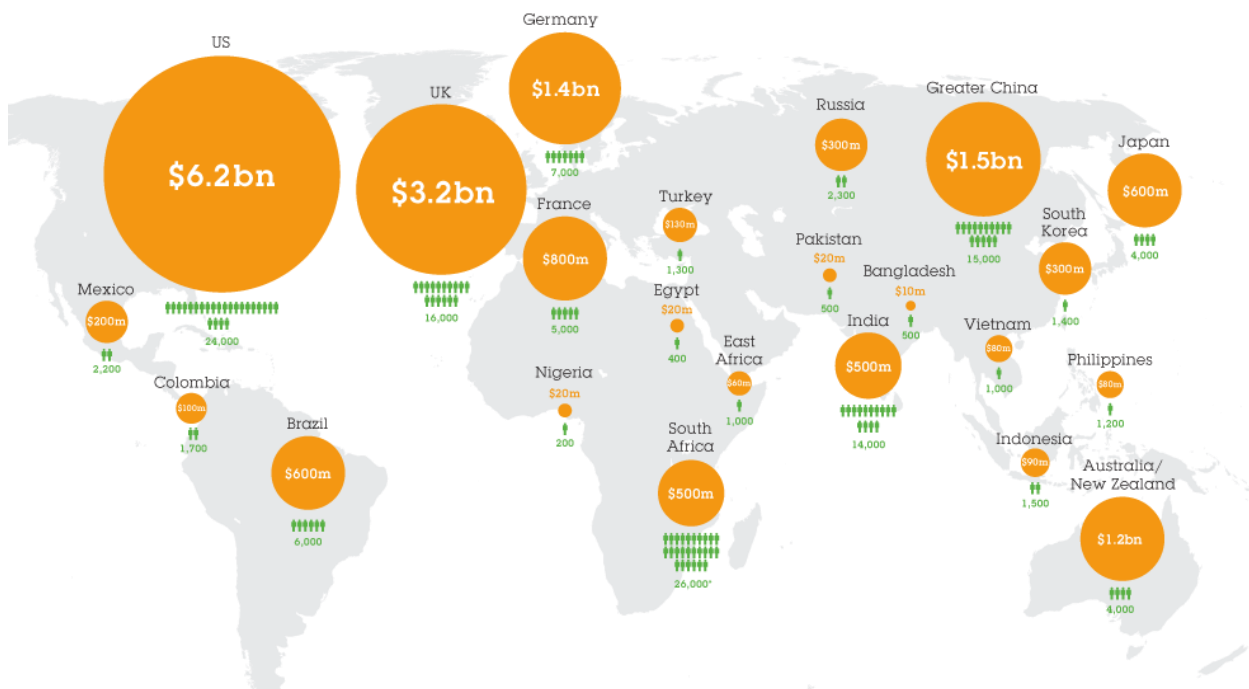 US
$6.2bn
24,000
UK
$3.2bn
16,000
Germany
$1.4bn
7,000
France
$800m
5,000
Turkey
$130m
1,300
Russia
$300m
2,300
Greater China
$1.5bn
15,000
Japan
$600m
4,000
South
Korea
$300m
1,400
Pakistan
$20m
500
Bangladesh
$10m
500
India
$500m
14,000
Vietnam
$80m
1,000
Philippines
$80m
1,200
Indonesia
$90m
1,500
Australia/
New Zealand
$1.2bn
4,000
Mexico
$200m
2,200
Colombia
$100m
1,700
Brazil
$600m
6,000
Egypt
$20m
400
East
Africa
$60m
1,000
Nigeria
$20m
200
South
Africa
$500m
26,000*